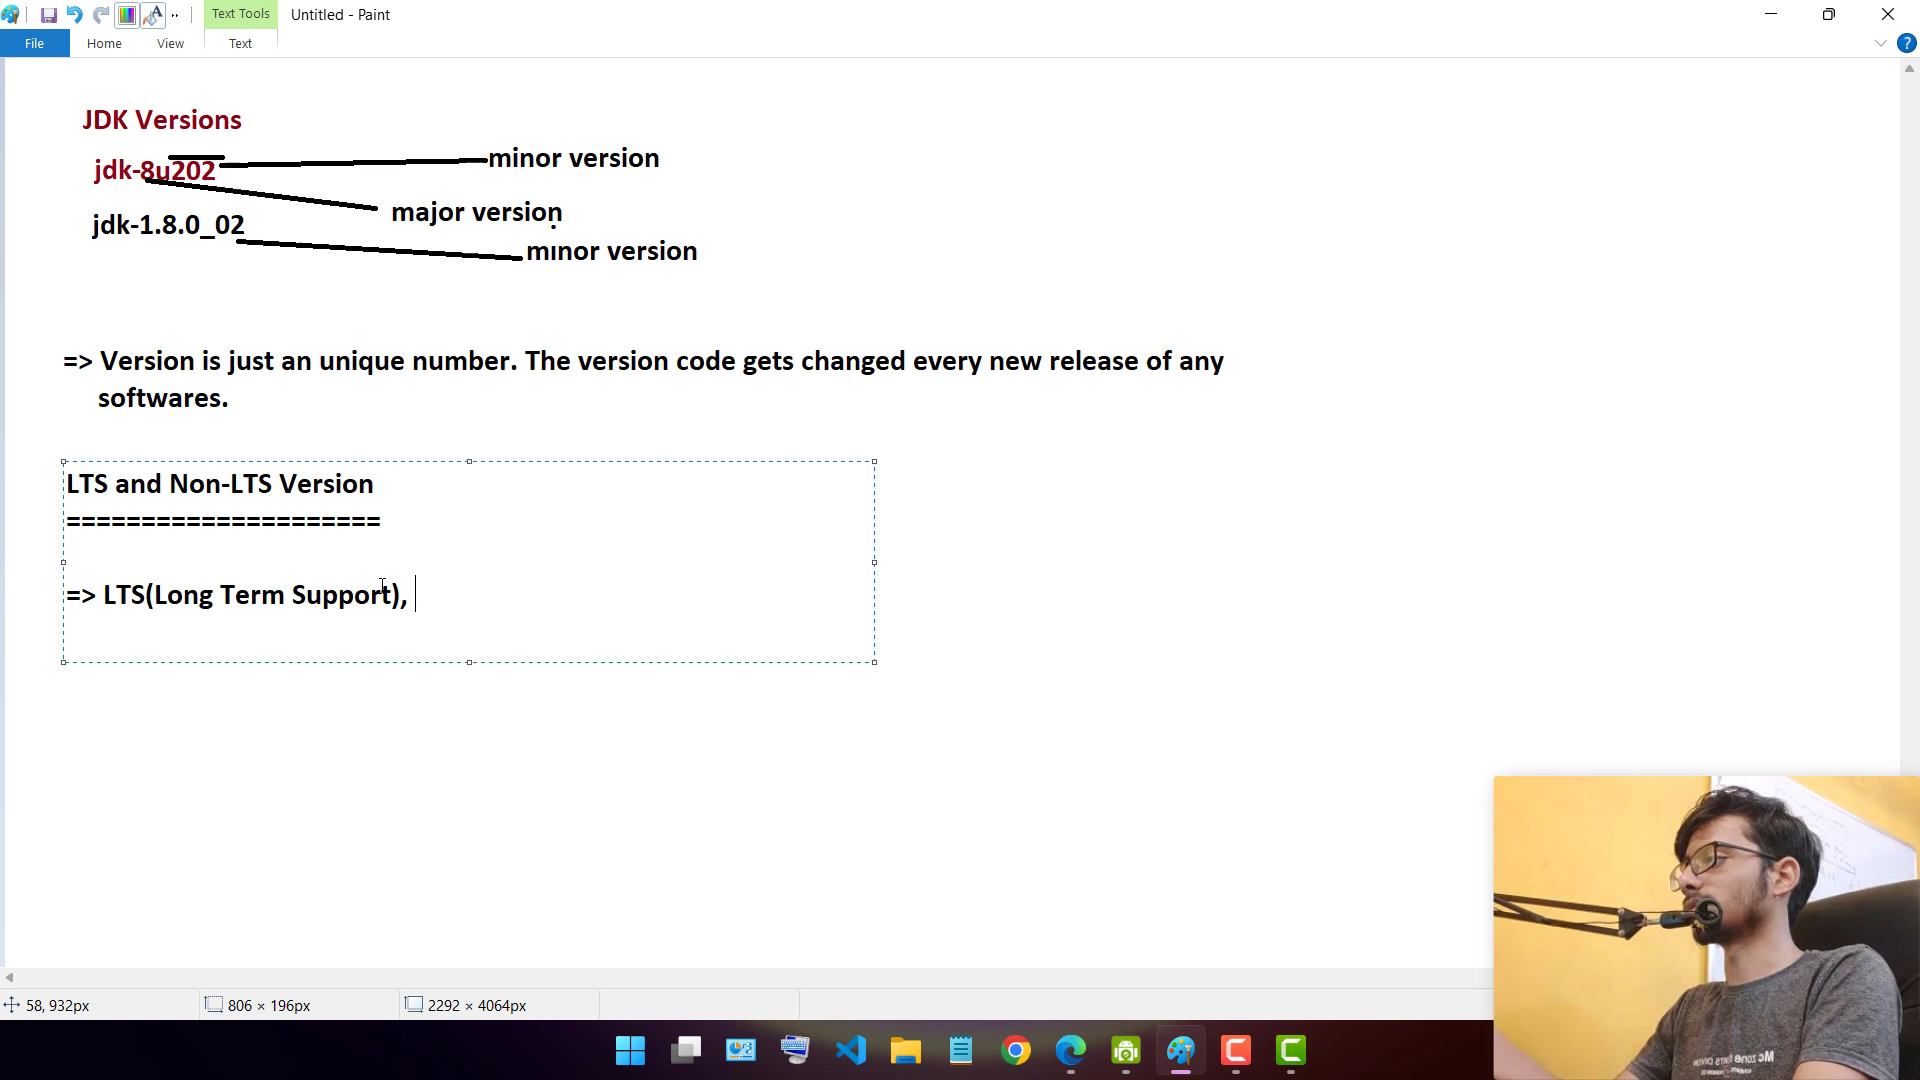 Text Tools
Untitled - Paint
File
Home
View
Text
JDK Versions
jdk-8u202
minor version
major version
jdk-1.8.0_02
minor version
=> Version is just an unique number. The version code gets changed every new release of any
softwares.
LTS and Non-LTS Version
=====================
=> LTS(Long Term Support),
58, 932px
806 × 196px
2292 × 4064px